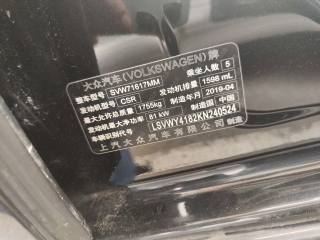 大众汽车(VOLKSWAGEN)牌
整车型号 SVW71617MM 乘坐人数 5
发动机型号 CSR 发动机排量 1598 mL
最大允许总质量 1755kg 制造年月 2019-04
发动机最大净功率 81 kW 制造国 中国
车辆识别代号 LSVWY4182KN240524
上汽大众汽车有限公司制造